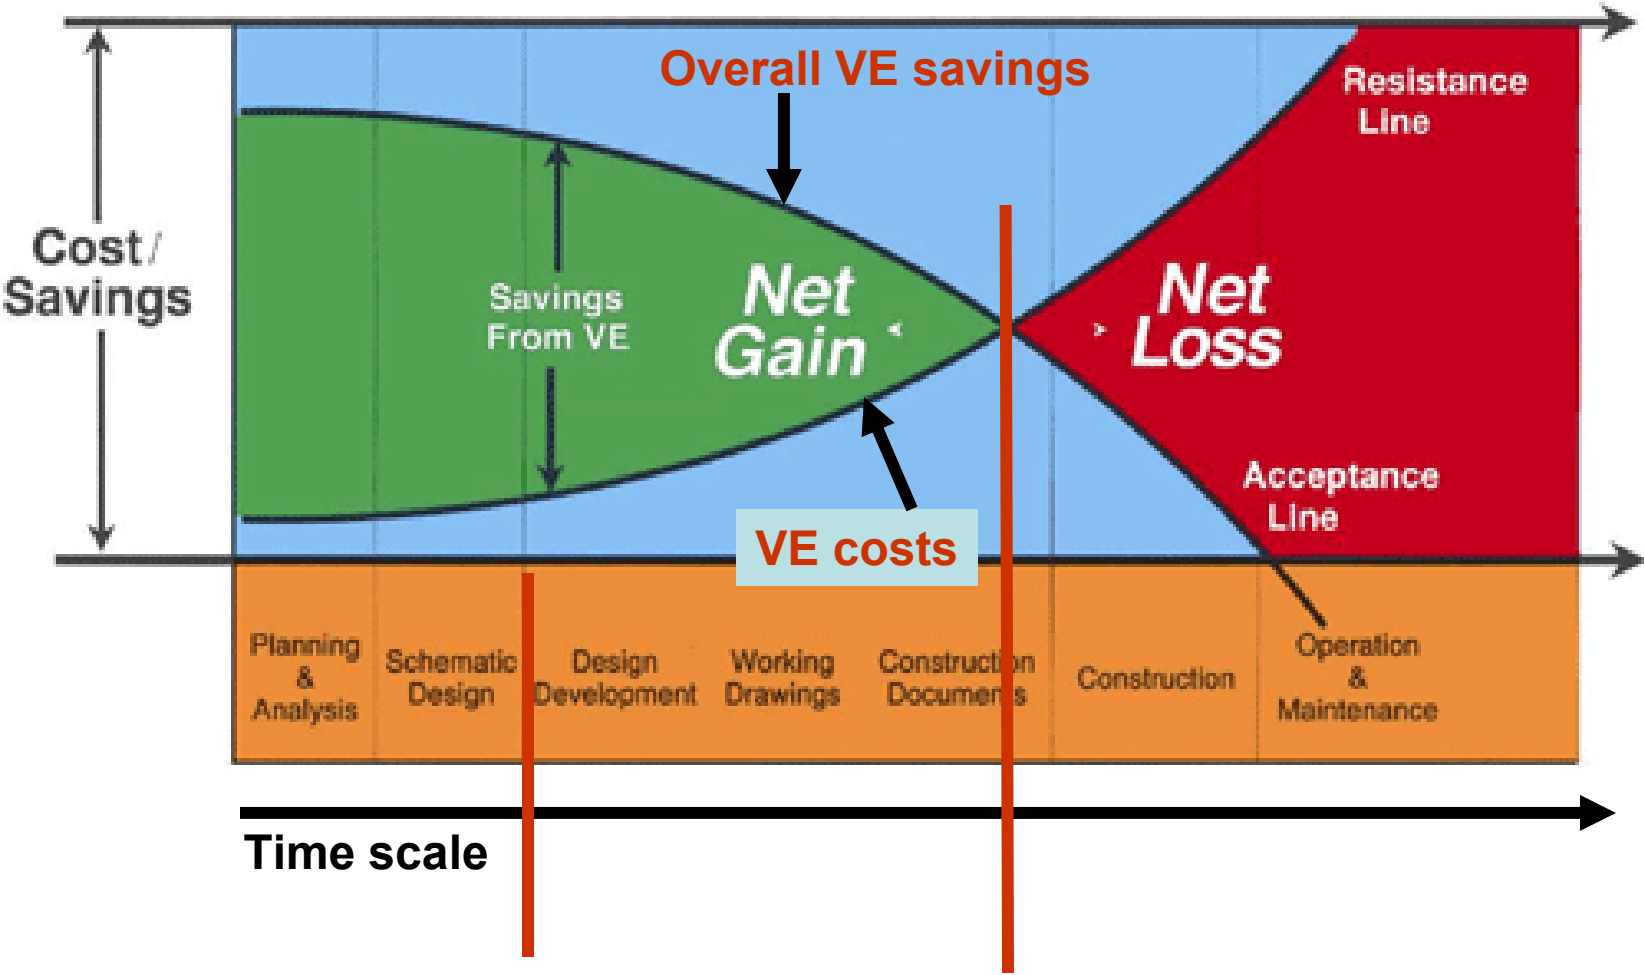 Overall VE savings
Resistance
Line
Cost/
Savings
Savings
From VE
Net
Gain
Net
Loss
Acceptance
Line
VE costs
Planning
&
Analysis
Schematic
Design
Design
Development
Working
Drawings
Construction
Documents
Construction
Operation
&
Maintenance
Time scale